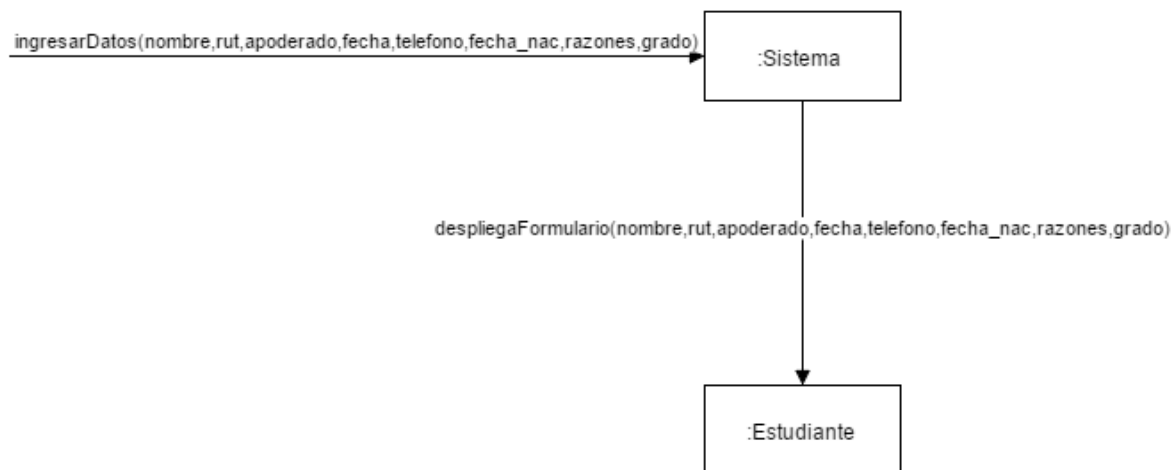 ingresarDatos(nombre,rut,apoderado,fecha,telefono,fecha_nac,razones,grado)
:Sistema
despliegaFormulario(nombre,rut,apoderado,fecha,telefono,fecha_nac,razones,grado)
:Estudiante